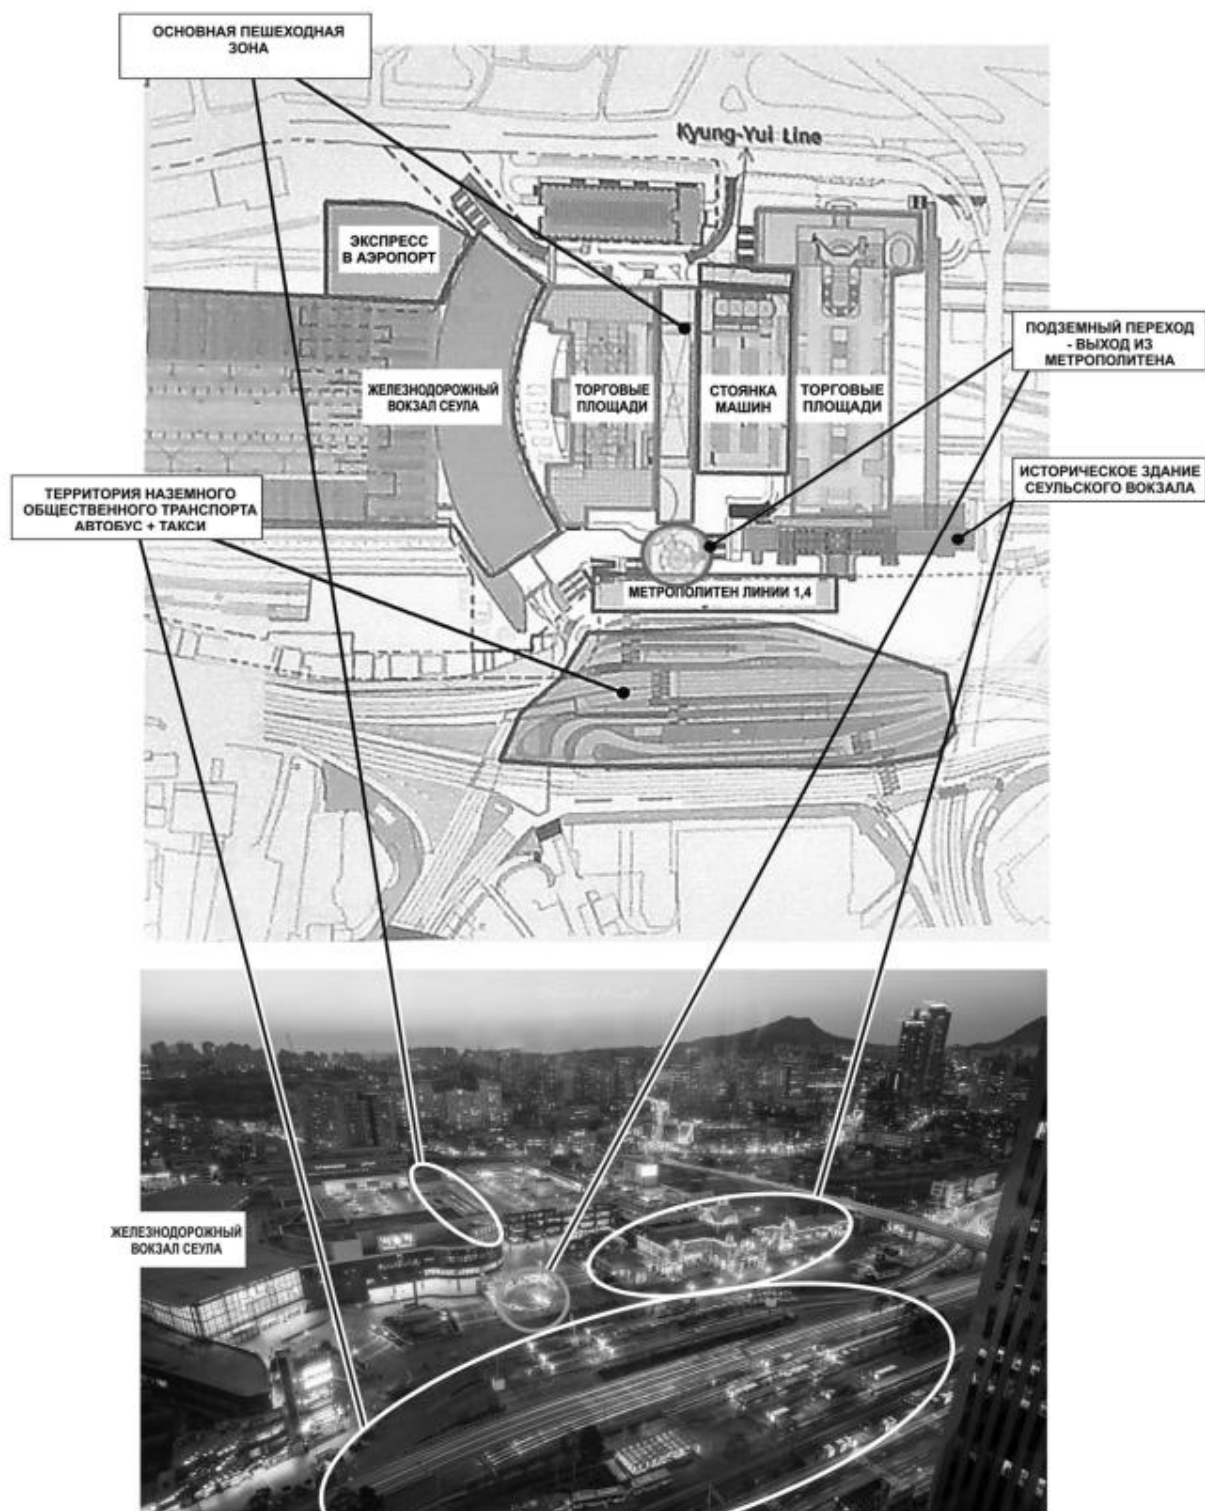 ОСНОВНАЯ ПЕШЕХОДНАЯ
ЗОНА
Kyung-Yui Line
ЭКСПРЕСС
В АЭРОПОРТ
ПОДЗЕМНЫЙ ПЕРЕХОД
- ВЫХОД ИЗ
МЕТРОПОЛИТЕНА
ЖЕЛЕЗНОДОРОЖНЫЙ
ВОКЗАЛ СЕУЛА
ТОРГОВЫЕ
ПЛОЩАДИ
СТОЯНКА
МАШИН
ТОРГОВЫЕ
ПЛОЩАДИ
ИСТОРИЧЕСКОЕ ЗДАНИЕ
СЕУЛЬСКОГО ВОКЗАЛА
ТЕРРИТОРИЯ НАЗЕМНОГО
ОБЩЕСТВЕННОГО ТРАНСПОРТА
АВТОБУС + ТАКСИ
МЕТРОПОЛИТЕН ЛИНИИ 1,4
ЖЕЛЕЗНОДОРОЖНЫЙ
ВОКЗАЛ СЕУЛА